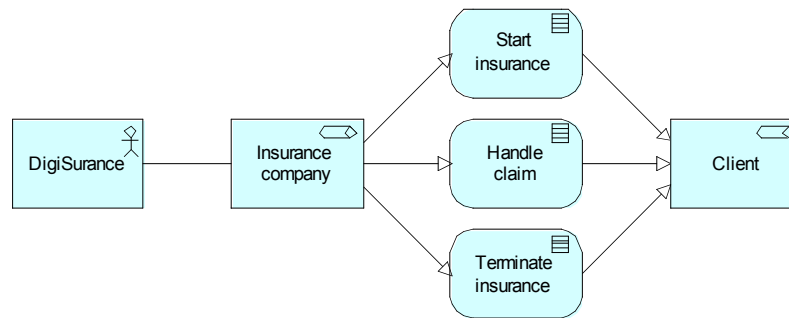 Start
insurance
DigiSurance
Insurance
company
Handle
claim
Client
Terminate
insurance